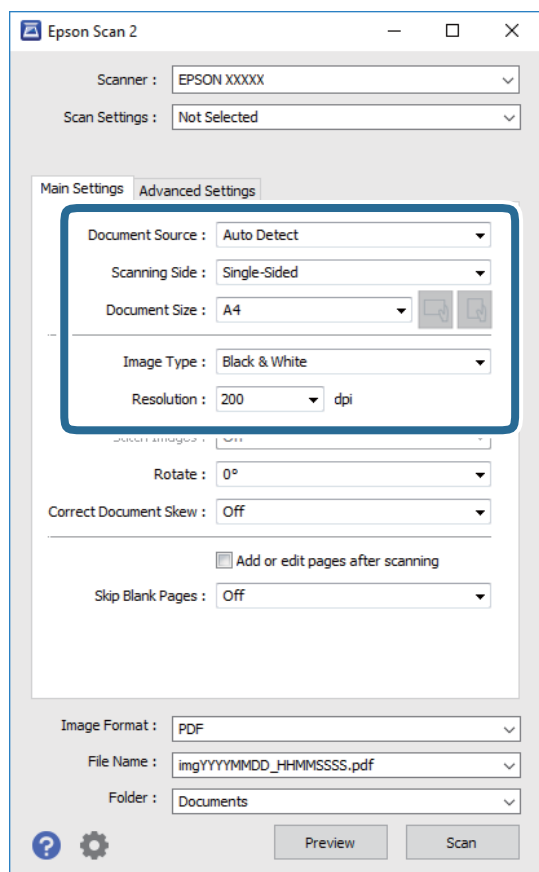 Epson Scan 2
Scanner : EPSON XXXXX
Scan Settings : Not Selected
Main Settings Advanced Settings
Document Source : Auto Detect
Scanning Side : Single-Sided
Document Size : A4
Image Type : Black & White
Resolution : 200 dpi
Rotate : 0°
Correct Document Skew : Off
Add or edit pages after scanning
Skip Blank Pages : Off
Image Format : PDF
File Name : imgYYYYMMDD_HHMMSSSS.pdf
Folder : Documents
? Preview Scan